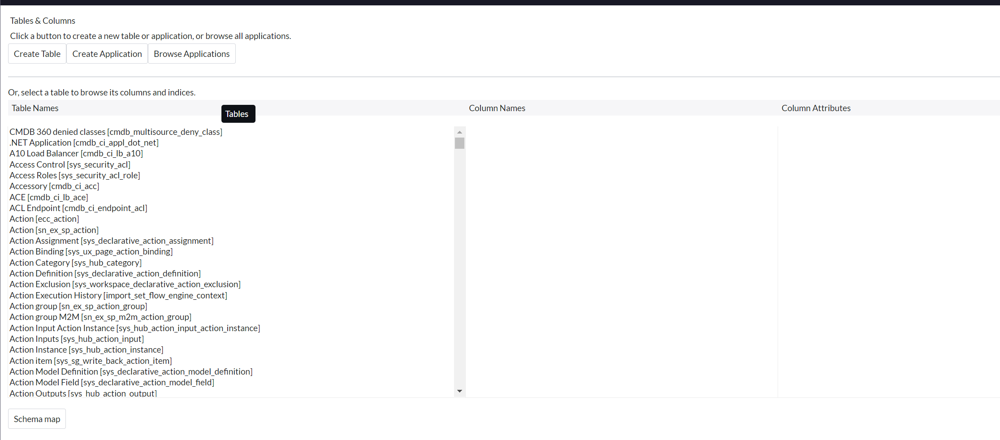 Tables & Columns
Click a button to create a new table or application, or browse all applications.
Create Table Create Application Browse Applications
Or, select a table to browse its columns and indices.
Table Names Column Names Column Attributes
Tables
CMDB 360 denied classes [cmdb_multisource_deny_class]
.NET Application [cmdb_ci_appl_dot_net]
A10 Load Balancer [cmdb_ci_lb_a10]
Access Control [sys_security_acl]
Access Roles [sys_security_acl_role]
Accessory [cmdb_ci_acc]
ACE [cmdb_ci_lb_ace]
ACL Endpoint [cmdb_ci_endpoint_acl]
Action [ecc_action]
Action [sn_ex_sp_action]
Action Assignment [sys_declarative_action_assignment]
Action Binding [sys_ux_page_action_binding]
Action Category [sys_hub_category]
Action Definition [sys_declarative_action_definition]
Action Exclusion [sys_workspace_declarative_action_exclusion]
Action Execution History [import_set_flow_engine_context]
Action group [sn_ex_sp_action_group]
Action group M2M [sn_ex_sp_m2m_action_group]
Action Input Action Instance [sys_hub_action_input_action_instance]
Action Inputs [sys_hub_action_input]
Action Instance [sys_hub_action_instance]
Action item [sys_sg_write_back_action_item]
Action Model Definition [sys_declarative_action_model_definition]
Action Model Field [sys_declarative_action_model_field]
Action Outputs [sys_hub_action_output]
Schema map